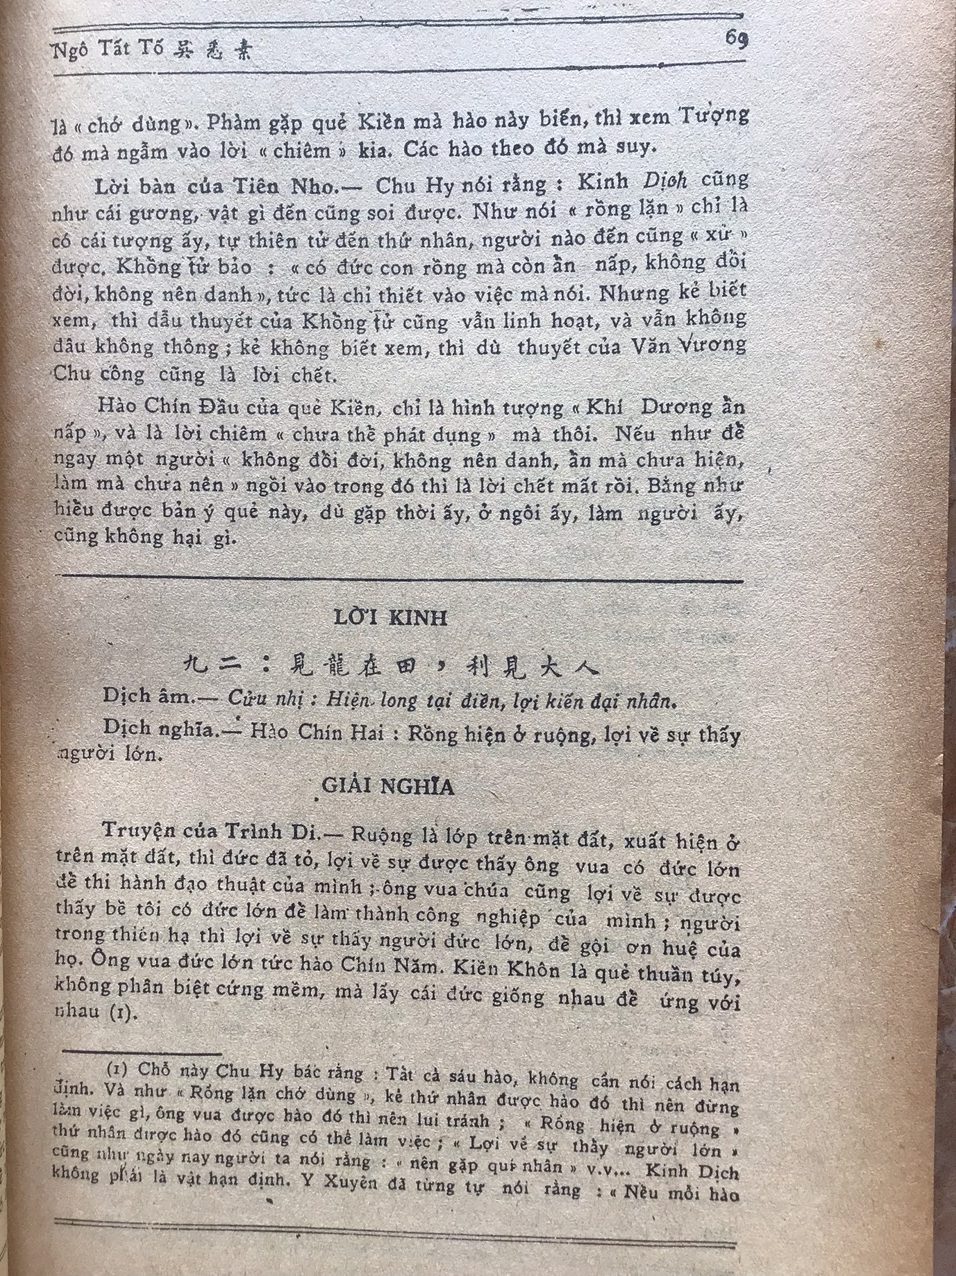 Ngô Tất Tố 吳悉素
69
là « chớ dùng ». Phàm gặp quẻ Kiền mà hào này biến, thì xem Tượng
đó mà ngẫm vào lời « chiêm » kia. Các hào theo đó mà suy.
Lời bàn của Tiên Nho.— Chu Hy nói rằng : Kinh Dịch cũng
như cái gương, vật gì đến cũng soi được. Như nói « rồng lặn » chỉ là
có cái tượng ấy, tự thiên tử đến thứ nhân, người nào đến cũng « xử »
được. Khổng tử bảo : « có đức con rồng mà còn ẩn nấp, không đổi
đời, không nên danh », tức là chỉ thiết vào việc mà nói. Nhưng kẻ biết
xem, thì dẫu thuyết của Khổng tử cũng vẫn linh hoạt, và vẫn không
đâu không thông ; kẻ không biết xem, thì dù thuyết của Văn Vương
Chu công cũng là lời chết.
Hào Chín Đầu của quẻ Kiền, chỉ là hình tượng « Khí Dương ẩn
nấp », và là lời chiêm « chưa thể phát dụng » mà thôi. Nếu như để
ngay một người « không đổi đời, không nên danh, ẩn mà chưa hiện,
làm mà chưa nên » ngồi vào trong đó thì là lời chết mất rồi. Bằng như
hiểu được bản ý quẻ này, dù gặp thời ấy, ở ngôi ấy, làm người ấy,
cũng không hại gì.
LỜI KINH
九二：見龍在田，利見大人
Dịch âm.— Cửu nhị : Hiện long tại điền, lợi kiến đại nhân.
Dịch nghĩa.— Hào Chín Hai : Rồng hiện ở ruộng, lợi về sự thấy
người lớn.
GIẢI NGHĨA
Truyện của Trình Di.— Ruộng là lớp trên mặt đất, xuất hiện ở
trên mặt đất, thì đức đã tỏ, lợi về sự được thấy ông vua có đức lớn
để thi hành đạo thuật của mình ; ông vua chúa cũng lợi về sự được
thấy bề tôi có đức lớn để làm thành công nghiệp của mình ; người
trong thiên hạ thì lợi về sự thấy người đức lớn, để gội ơn huệ của
họ. Ông vua đức lớn tức hào Chín Năm. Kiền Khôn là quẻ thuần túy,
không phân biệt cứng mềm, mà lấy cái đức giống nhau để ứng với
nhau (1).
(1) Chỗ này Chu Hy bác rằng : Tất cả sáu hào, không cần nói cách hạn
định. Và như « Rồng lặn chớ dùng », kẻ thứ nhân được hào đó thì nên đừng
làm việc gì, ông vua được hào đó thì nên lui tránh ; « Rồng hiện ở ruộng »
thứ nhân được hào đó cũng có thể làm việc ; « Lợi về sự thấy người lớn »
cũng như ngày nay người ta nói rằng : « nên gặp quí nhân » v.v... Kinh Dịch
không phải là vật hạn định. Y Xuyên đã từng tự nói rằng : « Nếu mỗi hào